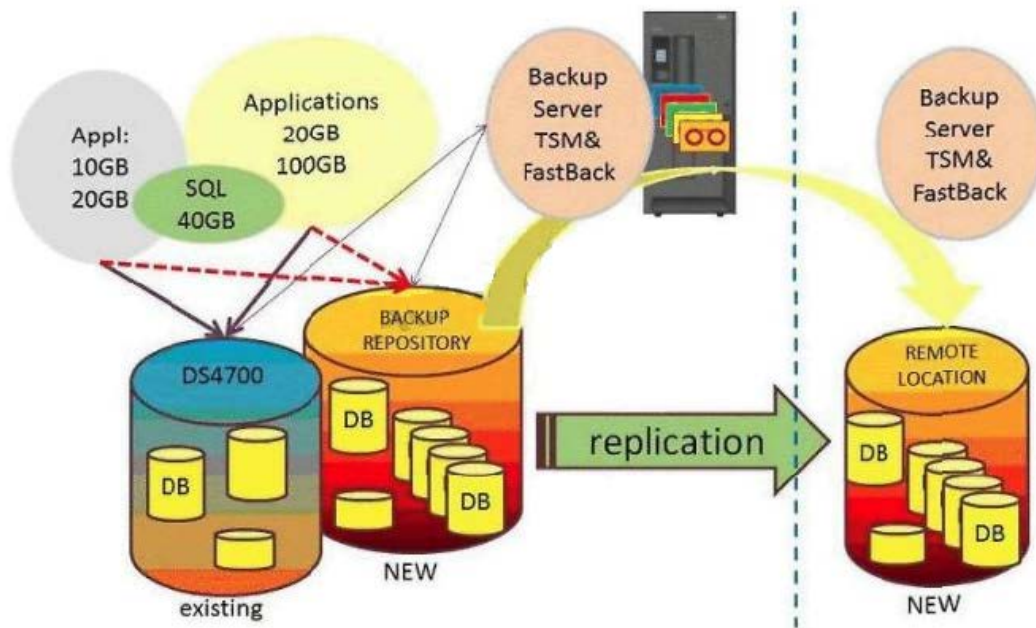 Appl:
10GB
20GB
SQL
40GB
Applications
20GB
100GB
Backup
Server
TSM&
FastBack
Backup
Server
TSM&
FastBack
DS4700
DB
existing
BACKUP
REPOSITORY
DB
DB
NEW
replication
REMOTE
LOCATION
DB
DB
NEW